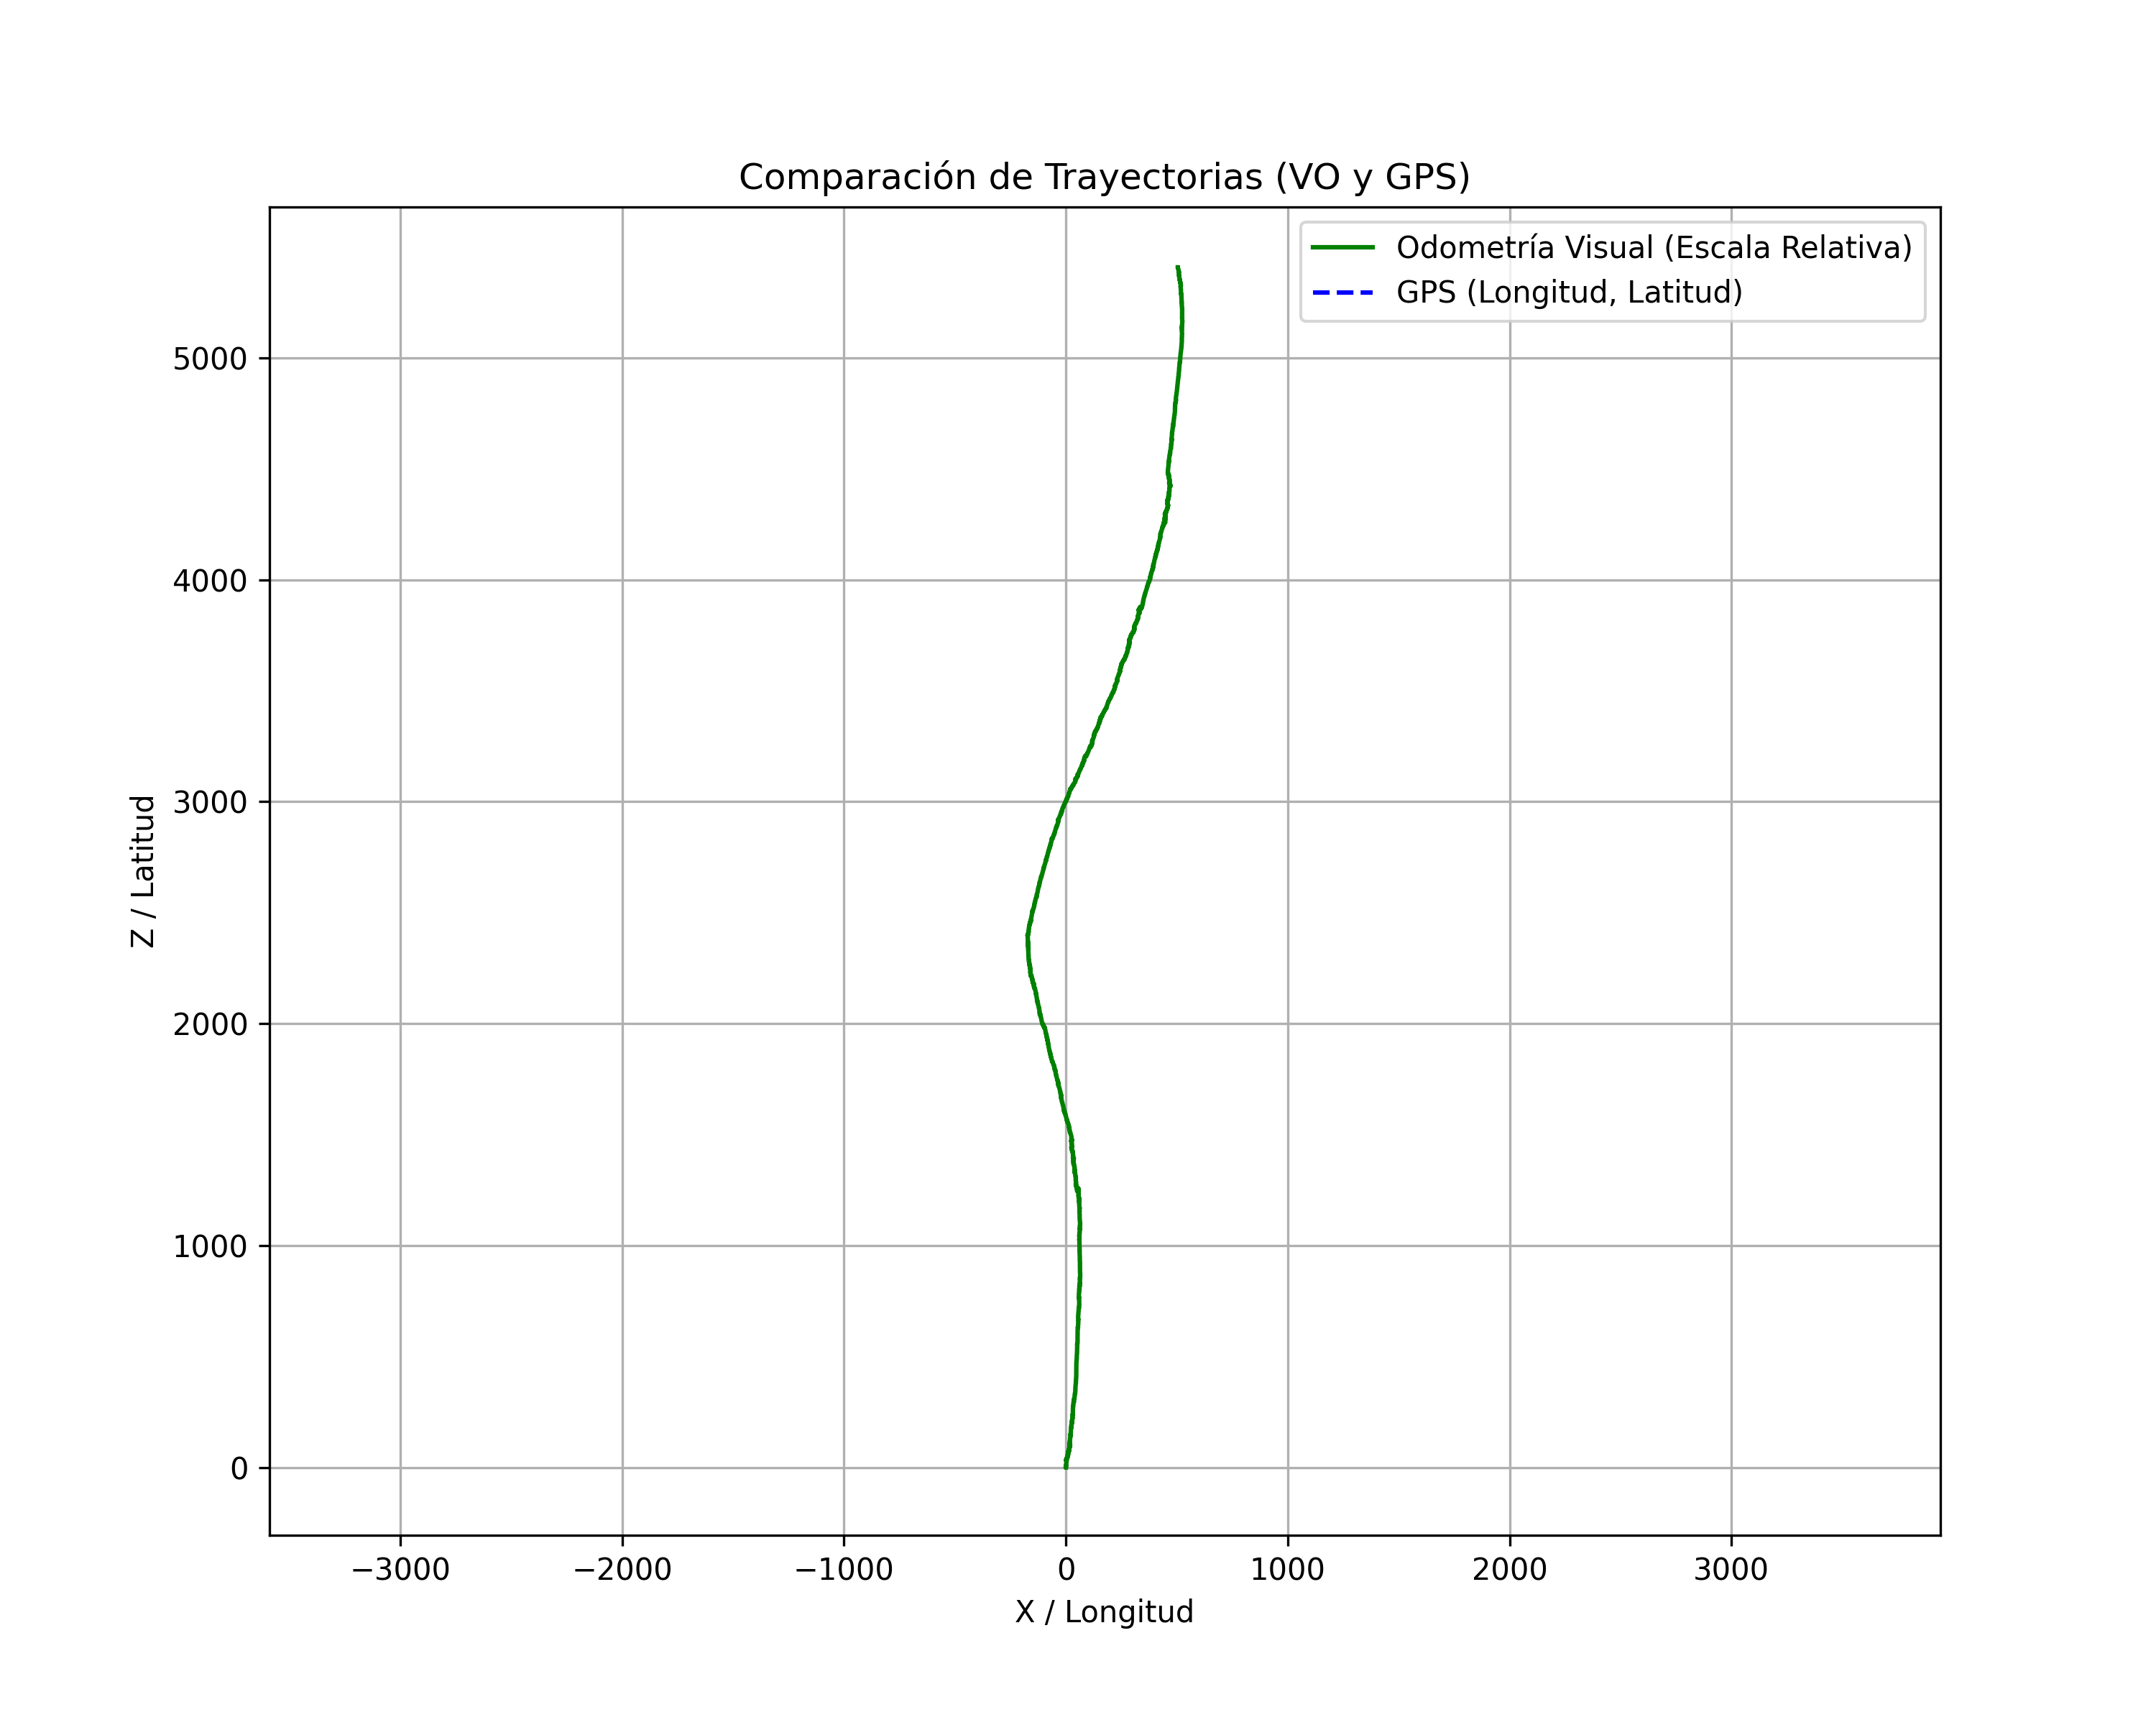 Comparación de Trayectorias (VO y GPS)
Odometría Visual (Escala Relativa)
GPS (Longitud, Latitud)
Z / Latitud
5000
4000
3000
2000
1000
0
−3000
−2000
−1000
0
1000
2000
3000
X / Longitud